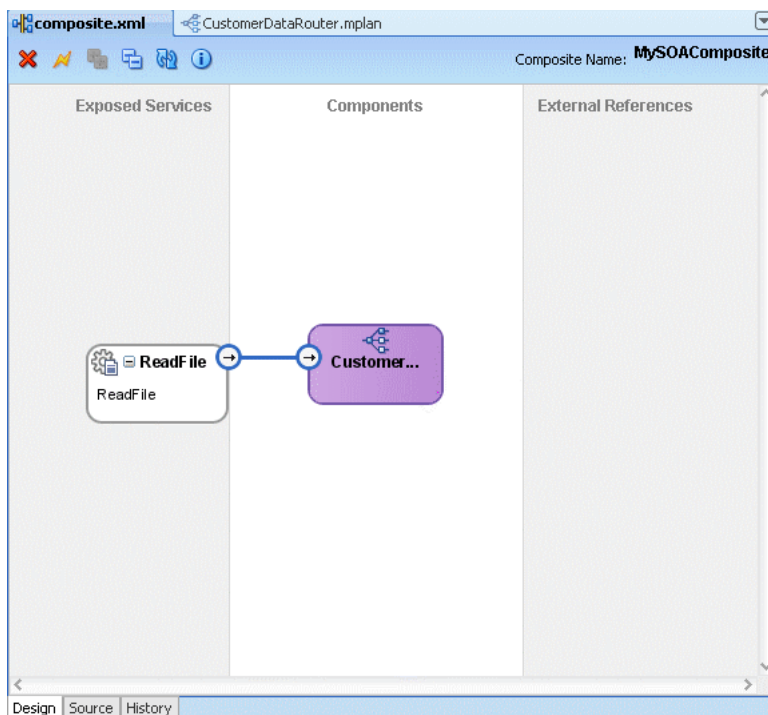 composite.xml CustomerDataRouter.mplan
Composite Name: MySOAComposite
Exposed Services Components External References
ReadFile
ReadFile
Customer...
Design Source History